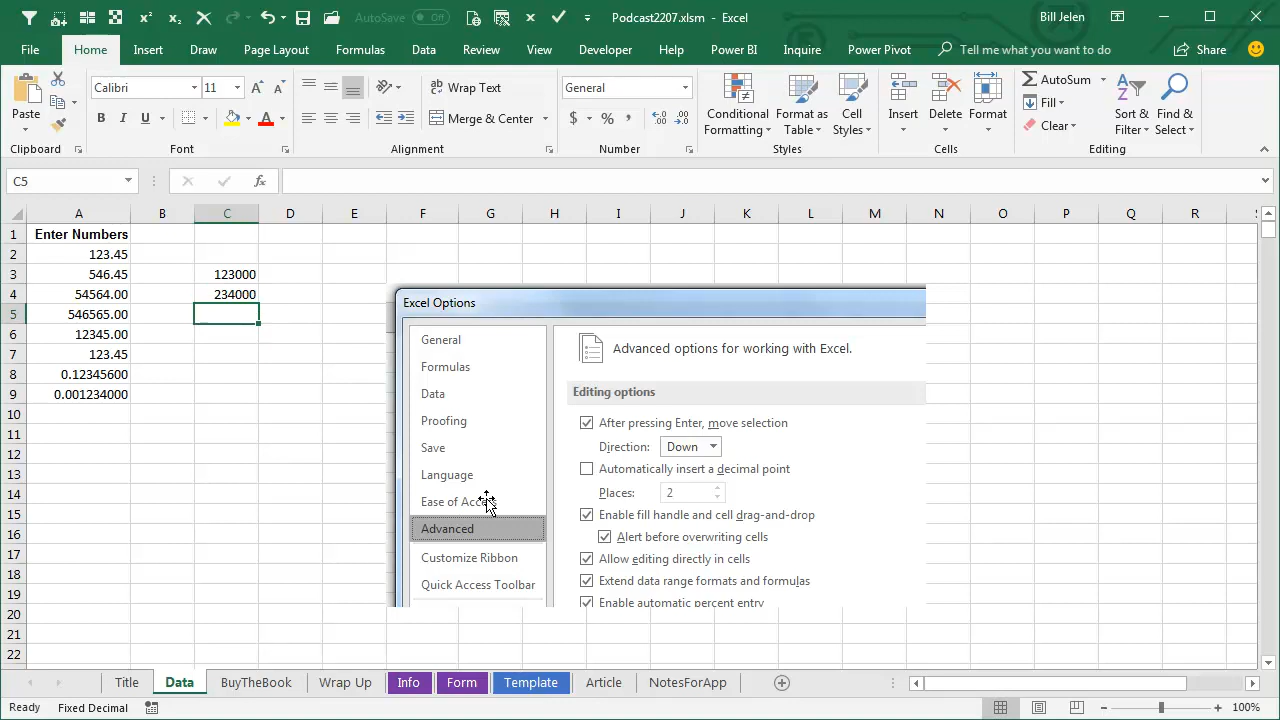 AutoSave Off
Podcast2207.xlsm - Excel
Bill Jelen
File Home Insert Draw Page Layout Formulas Data Review View Developer Help Power BI Inquire Power Pivot Tell me what you want to do Share
Paste
Calibri 11
B I U
A A
Wrap Text
Merge & Center
General
$ % ,
Conditional Formatting
Format as Table
Cell Styles
Insert Delete Format
AutoSum
Fill
Clear
Sort & Filter
Find & Select
Clipboard Font Alignment Number Styles Cells Editing
C5 fx
A B C D E F G H I J K L M N O P Q R
1 Enter Numbers
2 123.45
3 546.45 123000
4 54564.00 234000
5 546565.00
6 12345.00
7 123.45
8 0.12345600
9 0.001234000
10
11
12
13
14
15
16
17
18
19
20
21
22
Excel Options
General
Formulas
Data
Proofing
Save
Language
Ease of
Advanced
Customize Ribbon
Quick Access Toolbar
Advanced options for working with Excel.
Editing options
After pressing Enter, move selection
Direction: Down
Automatically insert a decimal point
Places: 2
Enable fill handle and cell drag-and-drop
Alert before overwriting cells
Allow editing directly in cells
Extend data range formats and formulas
Enable automatic percent entry
Title Data BuyTheBook Wrap Up Info Form Template Article NotesForApp
Ready Fixed Decimal 100%